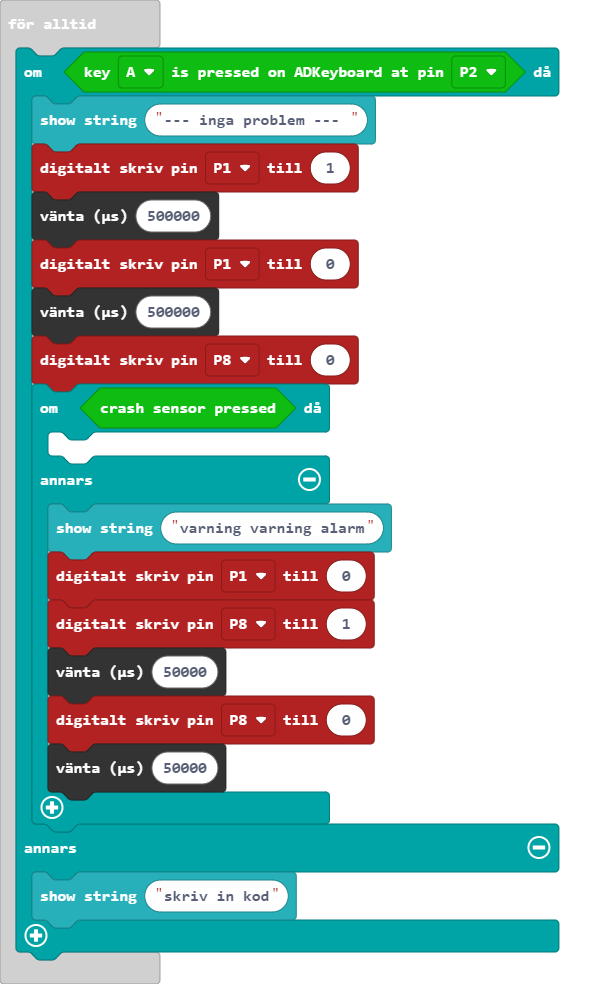 för alltid
om key A is pressed on ADKeyboard at pin P2 då
show string "--- inga problem --- "
digitalt skriv pin P1 till 1
vänta (µs) 500000
digitalt skriv pin P1 till 0
vänta (µs) 500000
digitalt skriv pin P8 till 0
om crash sensor pressed då
annars
show string "varning varning alarm"
digitalt skriv pin P1 till 0
digitalt skriv pin P8 till 1
vänta (µs) 50000
digitalt skriv pin P8 till 0
vänta (µs) 50000
annars
show string "skriv in kod"